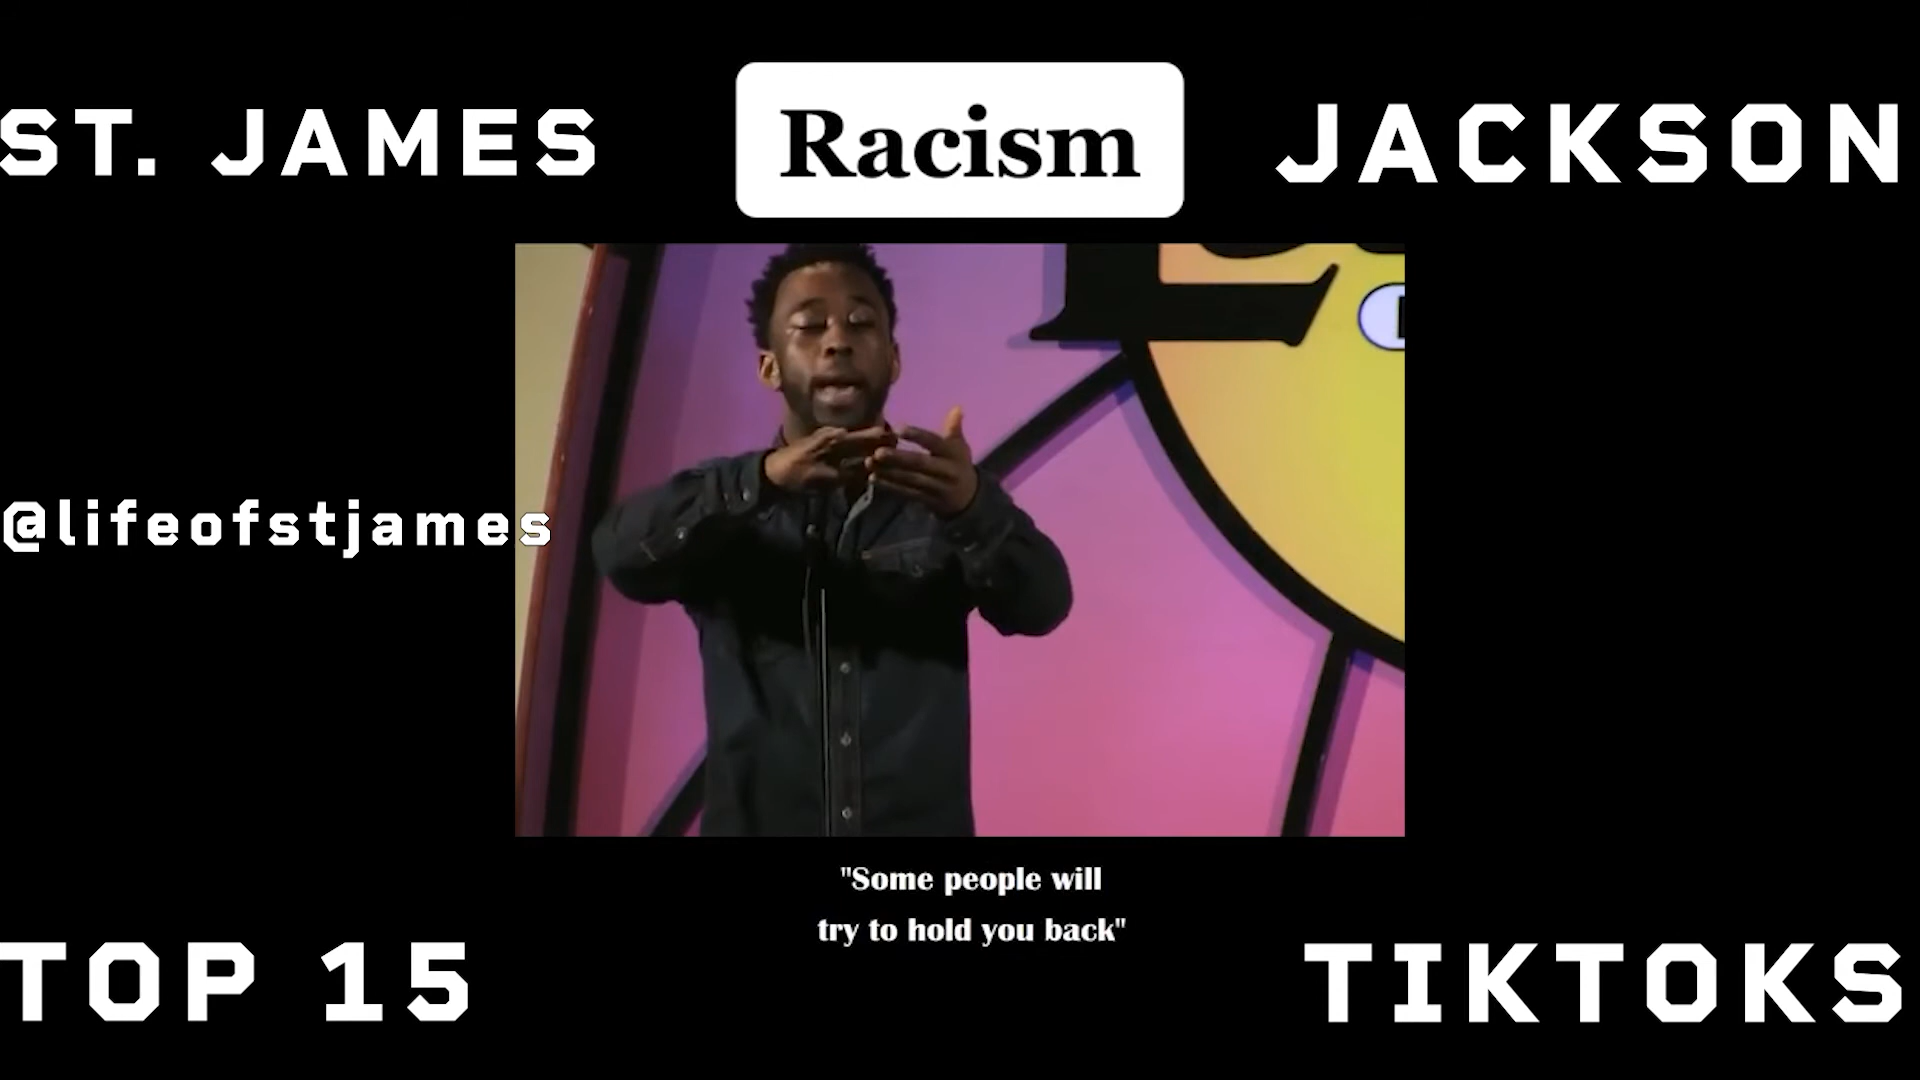 ST. JAMES
Racism
JACKSON
@lifeofstjames
"Some people will
try to hold you back"
TOP 15
TIKTOKS